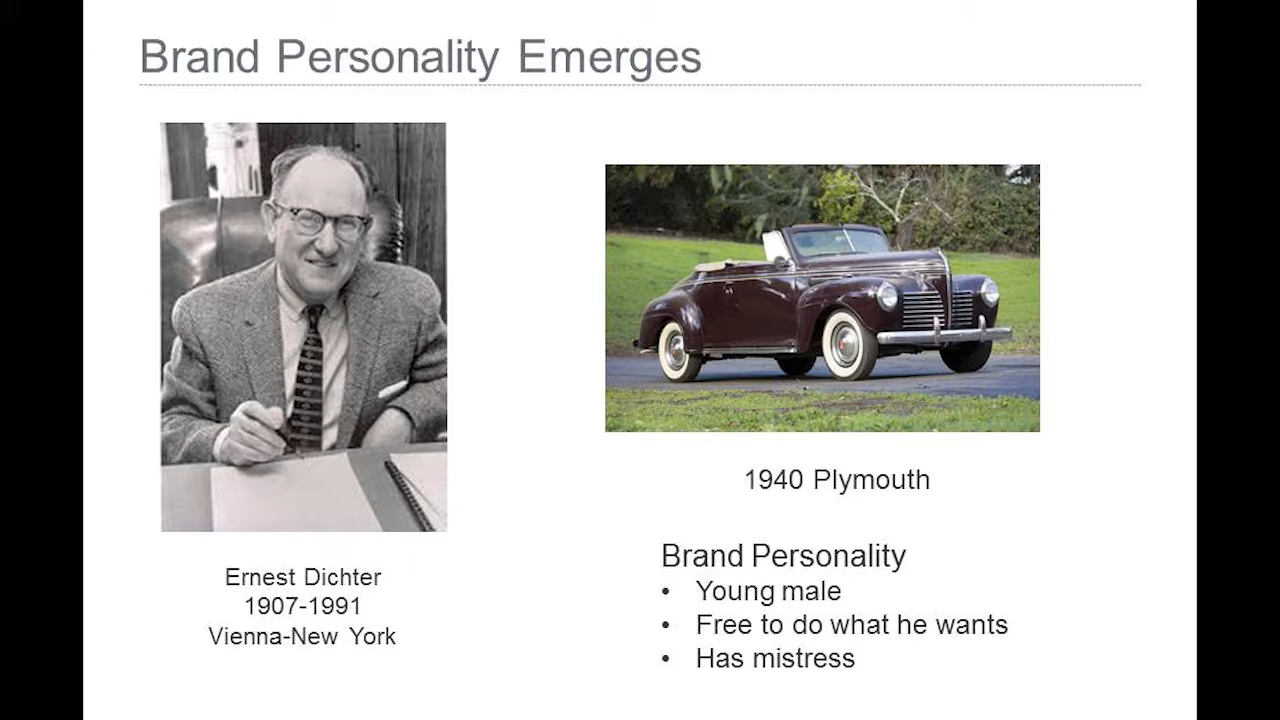 Brand Personality Emerges
Ernest Dichter
1907-1991
Vienna-New York
1940 Plymouth
Brand Personality
• Young male
• Free to do what he wants
• Has mistress